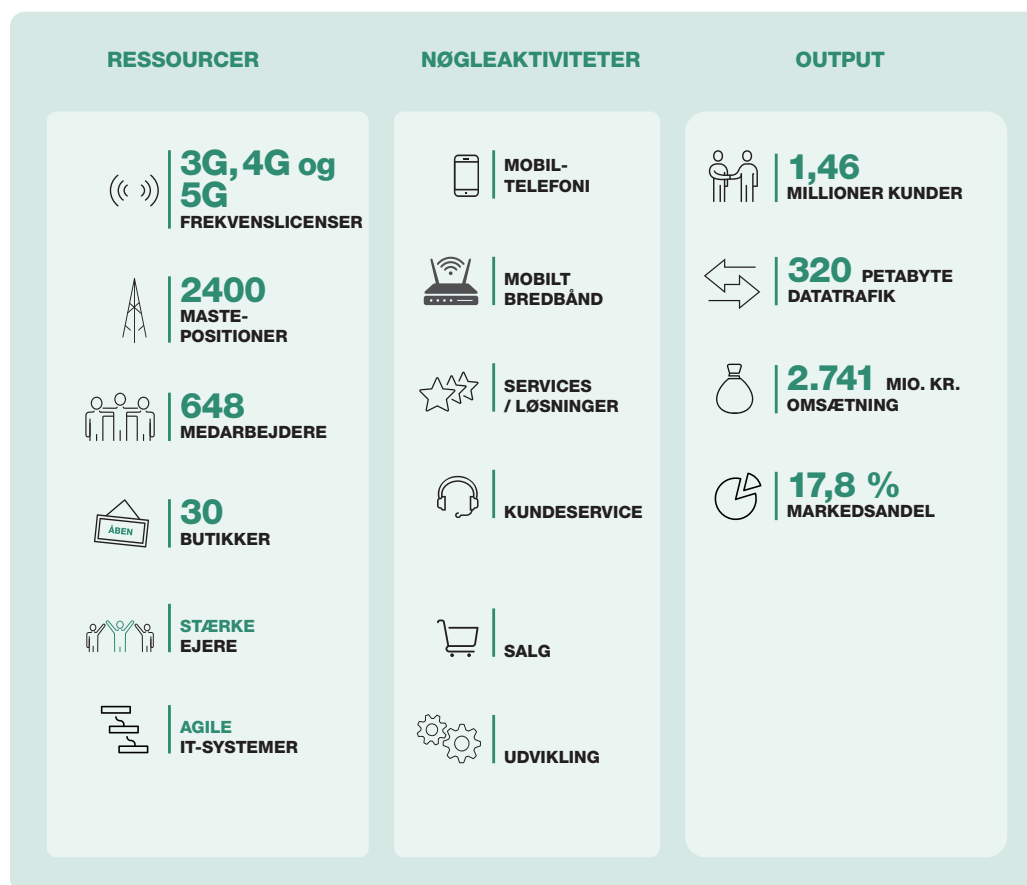 RESSOURCER
3G, 4G og
5G
FREKVENSLICENSER
2400
MASTE-
POSITIONER
648
MEDARBEJDERE
ÅBEN
30
BUTIKKER
STÆRKE
EJERE
AGILE
IT-SYSTEMER
NØGLEAKTIVITETER
MOBIL-
TELEFONI
MOBILT
BREDBÅND
SERVICES
/ LØSNINGER
KUNDESERVICE
SALG
UDVIKLING
OUTPUT
1,46
MILLIONER KUNDER
320 PETABYTE
DATATRAFIK
2.741 MIO. KR.
OMSÆTNING
17,8 %
MARKEDSANDEL